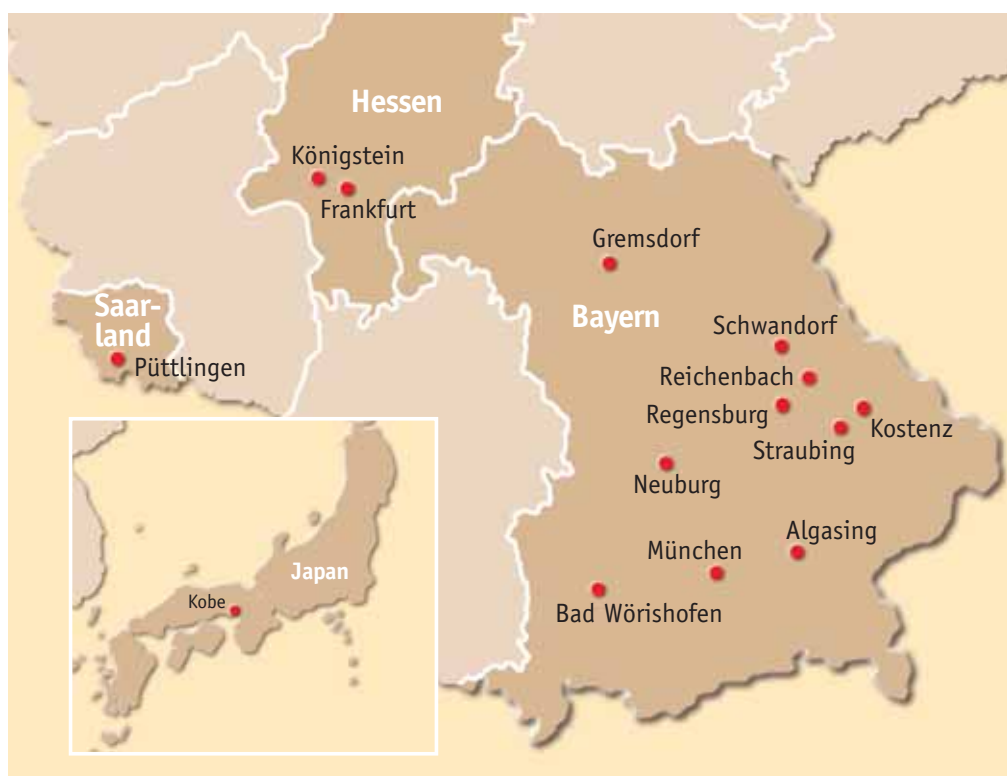 Hessen
Königstein
Frankfurt
Gremsdorf
Saar-
land
Bayern
Schwandorf
Püttlingen
Reichenbach
Regensburg
Kostenz
Straubing
Neuburg
Algasing
München
Japan
Kobe
Bad Wörishofen